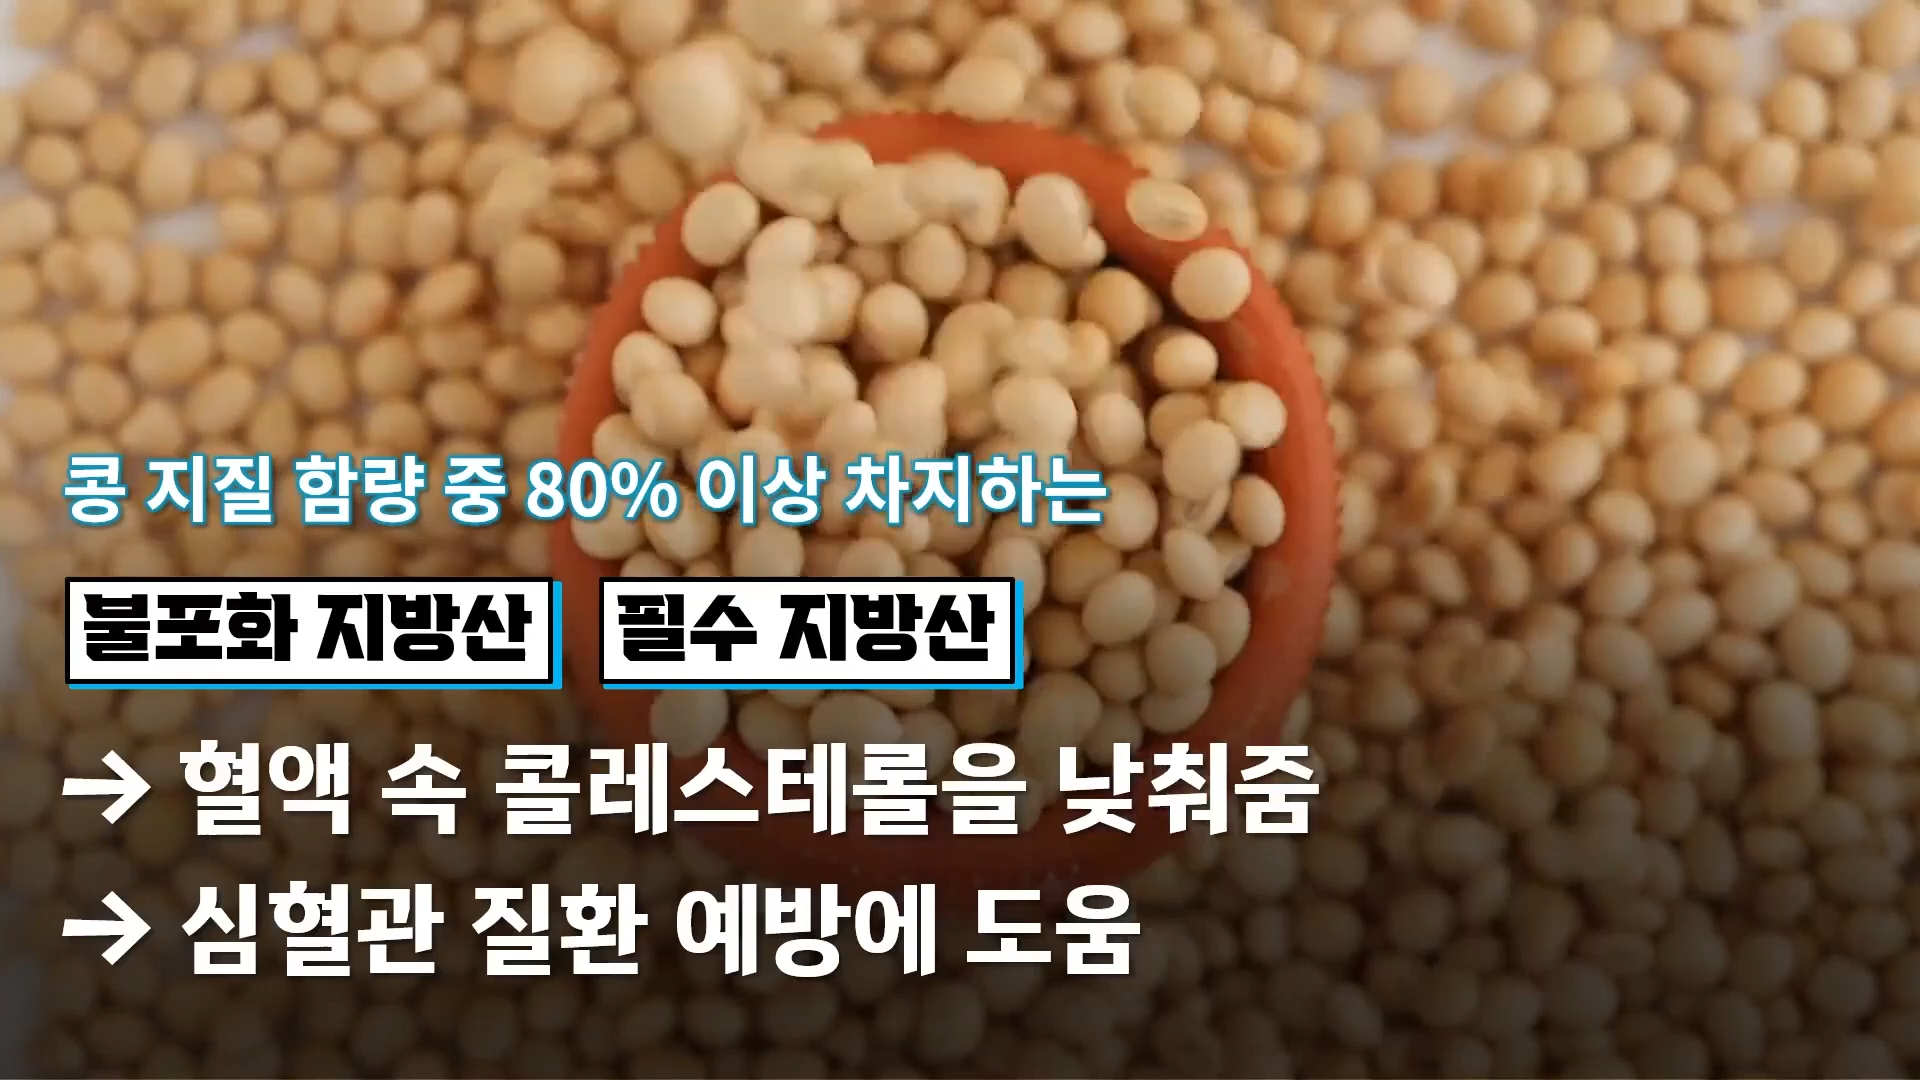 콩 지질 함량 중 80% 이상 차지하는
불포화 지방산 필수 지방산
→ 혈액 속 콜레스테롤을 낮춰줌
→ 심혈관 질환 예방에 도움